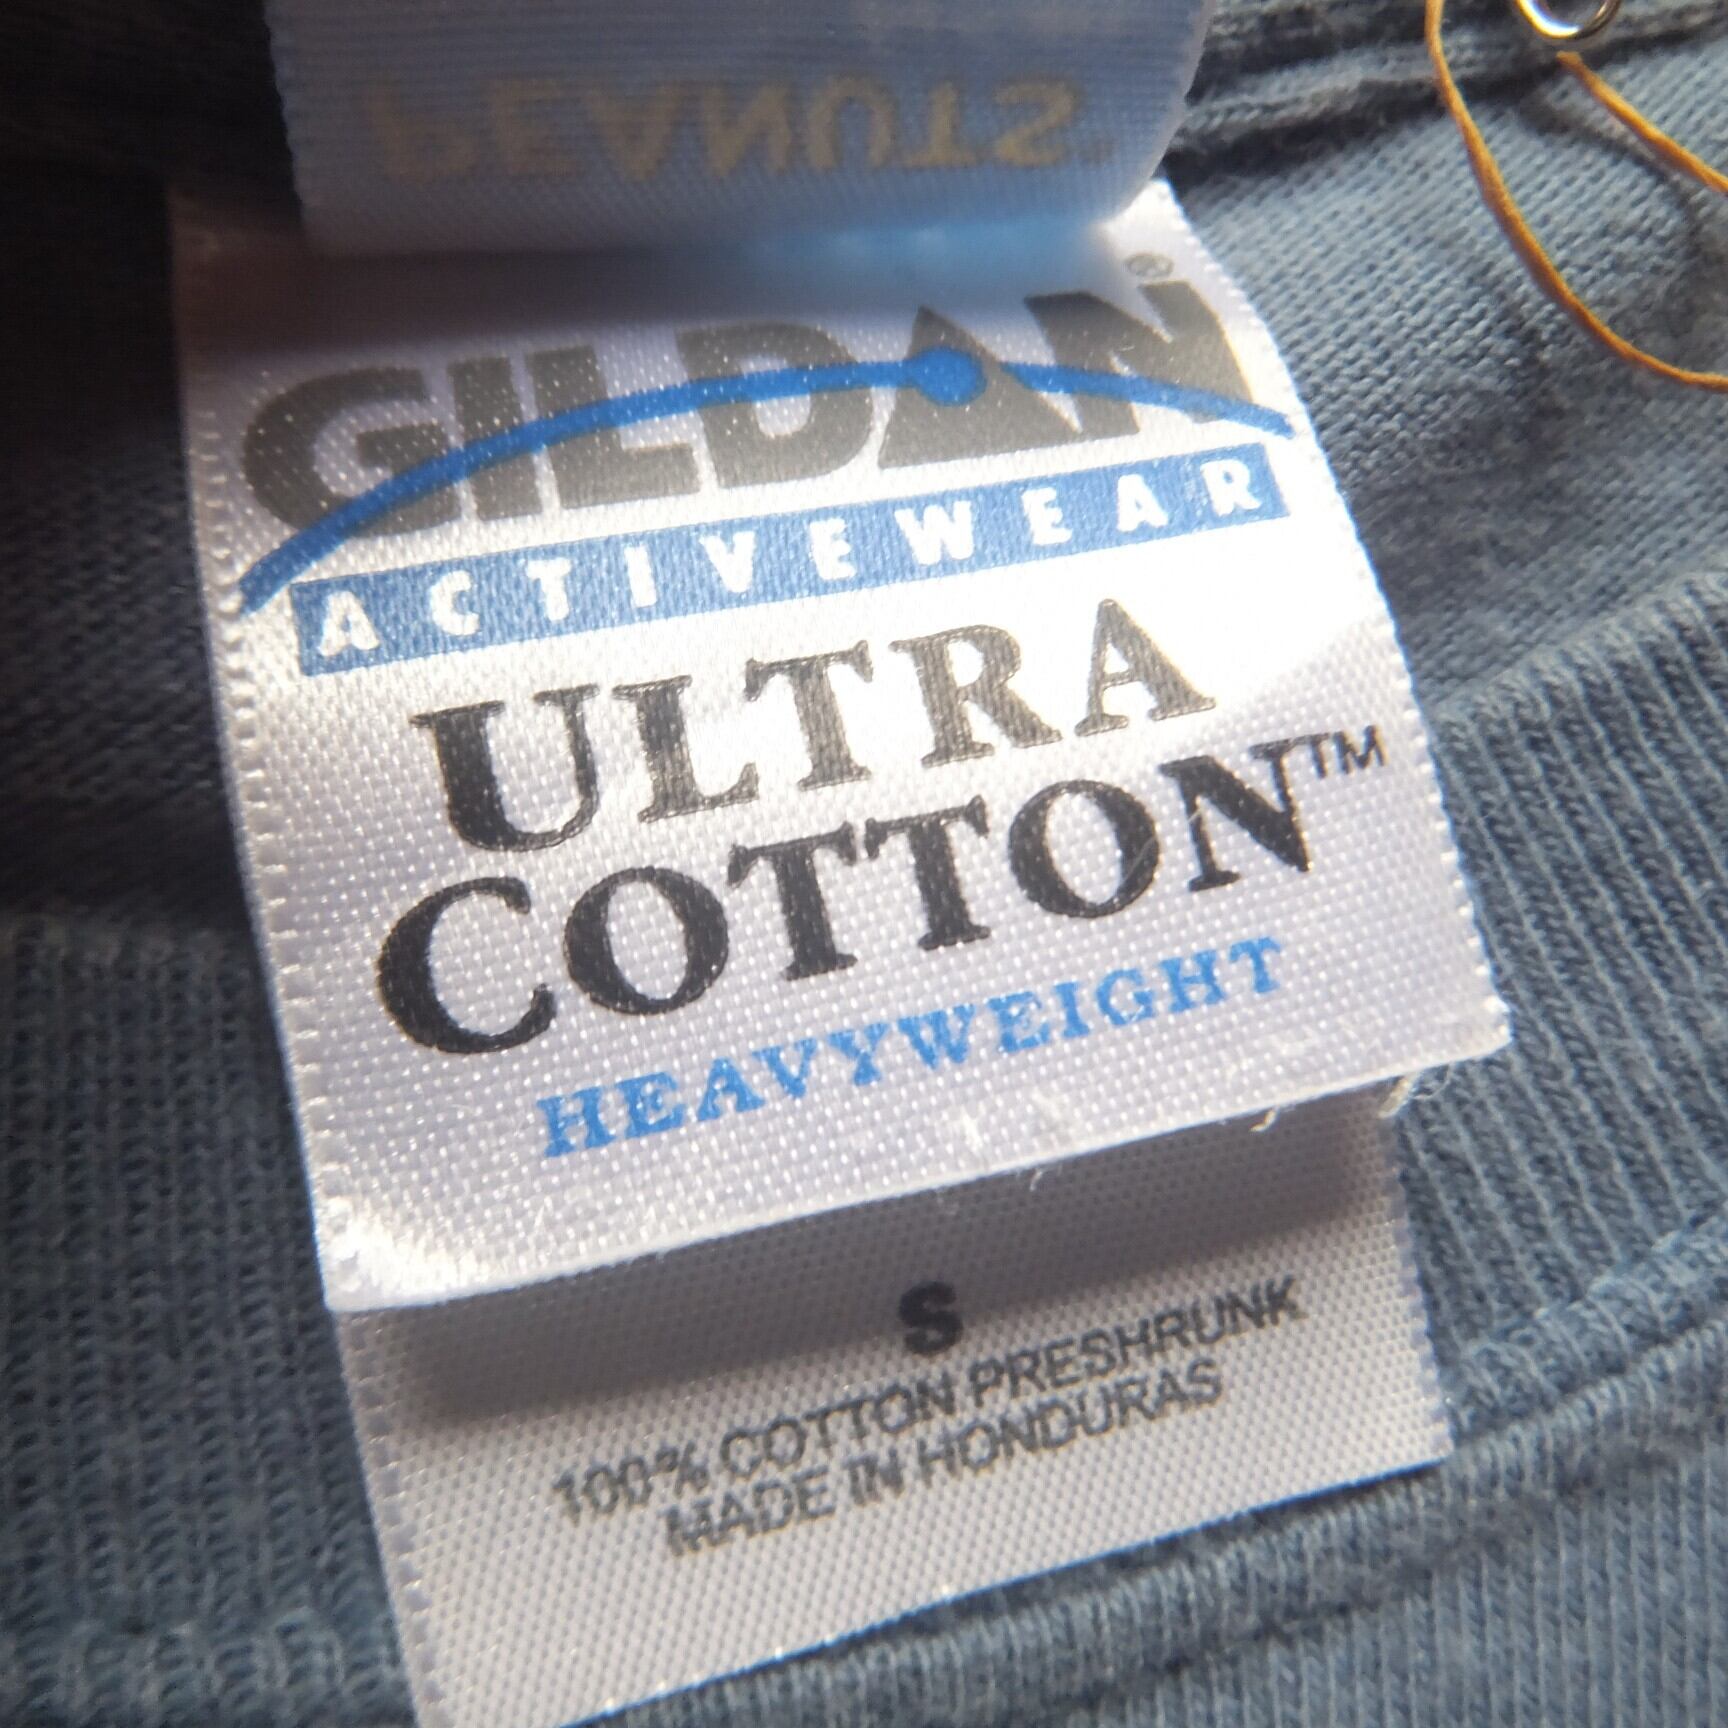 PEANUTS
GILDAN®
ACTIVEWEAR
ULTRA
COTTON™
HEAVYWEIGHT
S
100% COTTON PRESHRUNK
MADE IN HONDURAS